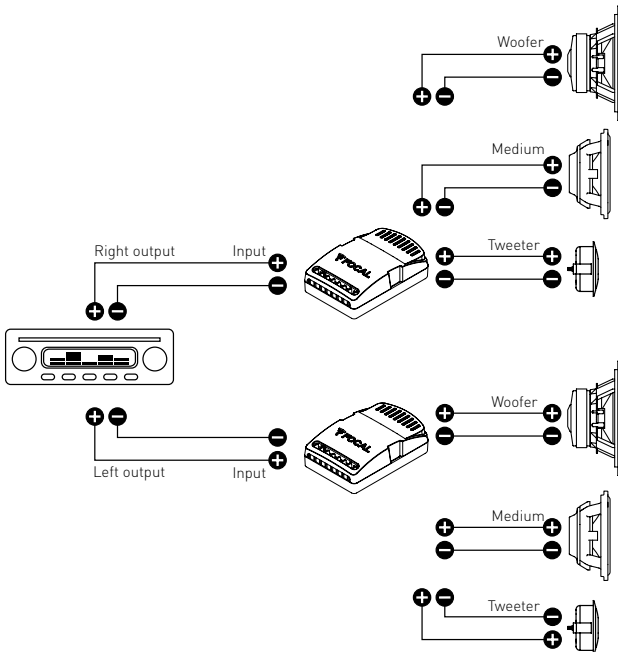 Woofer
Medium
Right output
Input
Tweeter
FOCAL
Woofer
FOCAL
Left output
Input
Medium
Tweeter